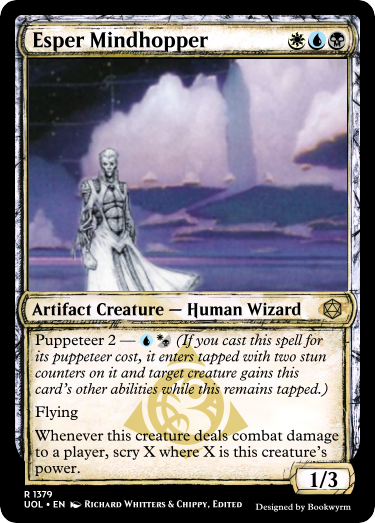 Esper Mindhopper
Artifact Creature — Human Wizard
Puppeteer 2 — (If you cast this spell for
its puppeteer cost, it enters tapped with two stun
counters on it and target creature gains this
card's other abilities while this remains tapped.)
Flying
Whenever this creature deals combat damage
to a player, scry X where X is this creature's
power.
1/3
R 1379
UOL • EN Richard Whitters & Chippy, Edited
Designed by Bookwyrm